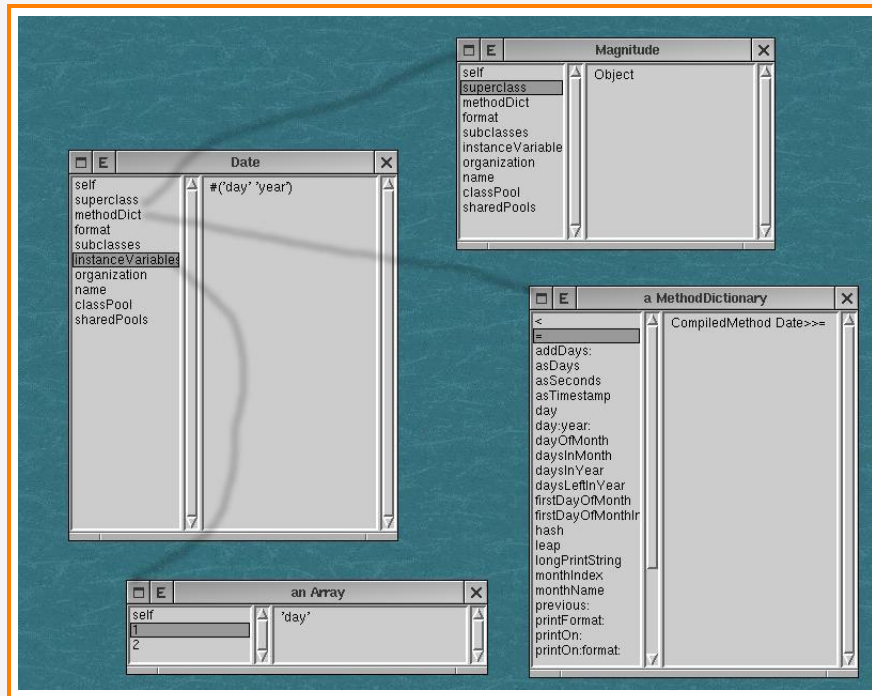 E Magnitude
self
superclass
methodDict
format
subclasses
instanceVariable
organization
name
classPool
sharedPools
Object
E Date
self
superclass
methodDict
format
subclasses
instanceVariables
organization
name
classPool
sharedPools
#('day' 'year')
E a MethodDictionary
<
=
addDays:
asDays
asSeconds
asTimestamp
day
day:year:
dayOfMonth
daysInMonth
daysInYear
daysLeftInYear
firstDayOfMonth
firstDayOfMonthIr
hash
leap
longPrintString
monthIndex
monthName
previous:
printFormat:
printOn:
printOn:format:
CompiledMethod Date>>=
E an Array
self
1
2
'day'